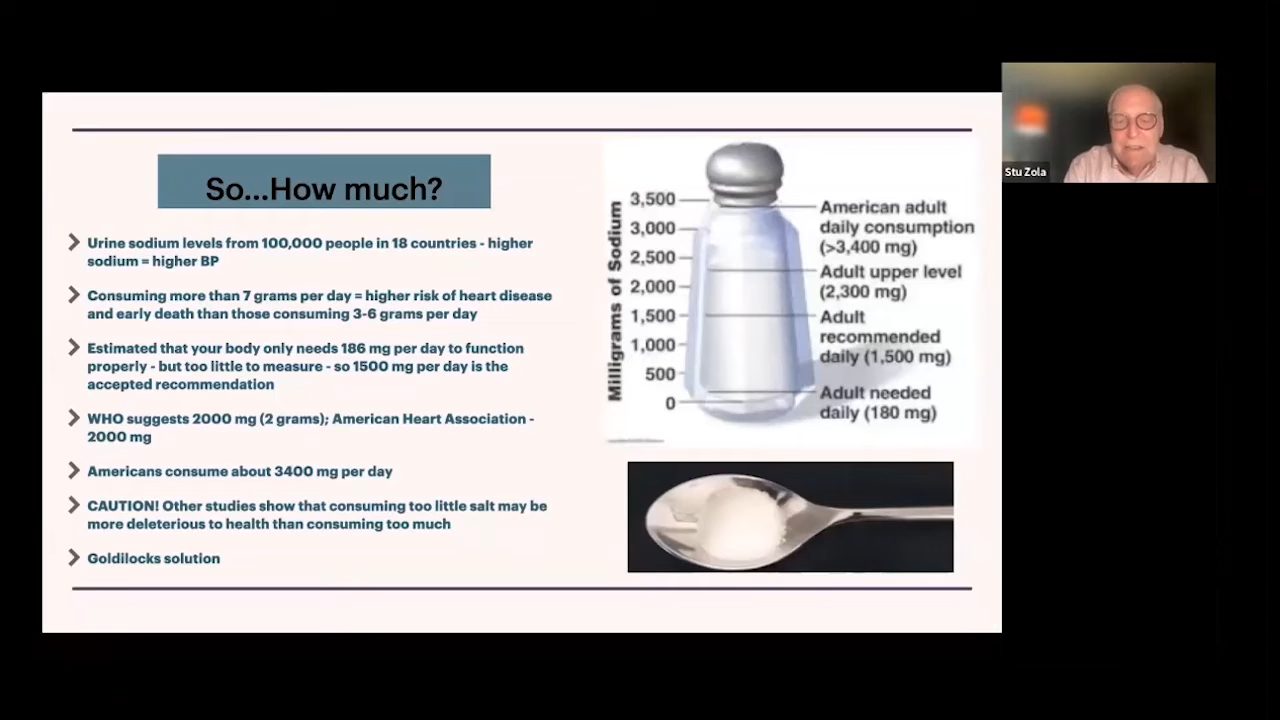 So...How much?
Urine sodium levels from 100,000 people in 18 countries - higher
sodium = higher BP
Consuming more than 7 grams per day = higher risk of heart disease
and early death than those consuming 3-6 grams per day
Estimated that your body only needs 186 mg per day to function
properly - but too little to measure - so 1500 mg per day is the
accepted recommendation
WHO suggests 2000 mg (2 grams); American Heart Association -
2000 mg
Americans consume about 3400 mg per day
CAUTION! Other studies show that consuming too little salt may be
more deleterious to health than consuming too much
Goldilocks solution
Milligrams of Sodium
3,500
3,000
2,500
2,000
1,500
1,000
500
0
American adult
daily consumption
(>3,400 mg)
Adult upper level
(2,300 mg)
Adult
recommended
daily (1,500 mg)
Adult needed
daily (180 mg)
Stu Zola